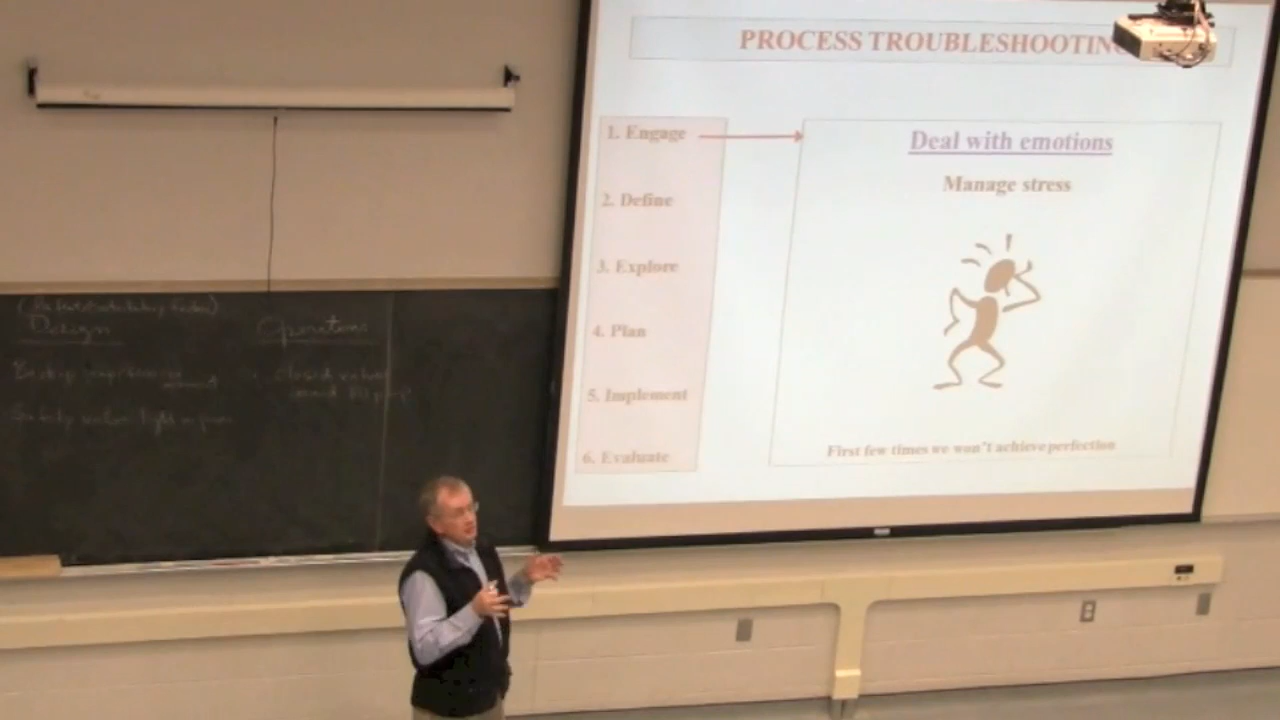 PROCESS TROUBLESHOOTING
1. Engage
2. Define
3. Explore
4. Plan
5. Implement
6. Evaluate
Deal with emotions
Manage stress
First few times we won't achieve perfection
Design
Operations